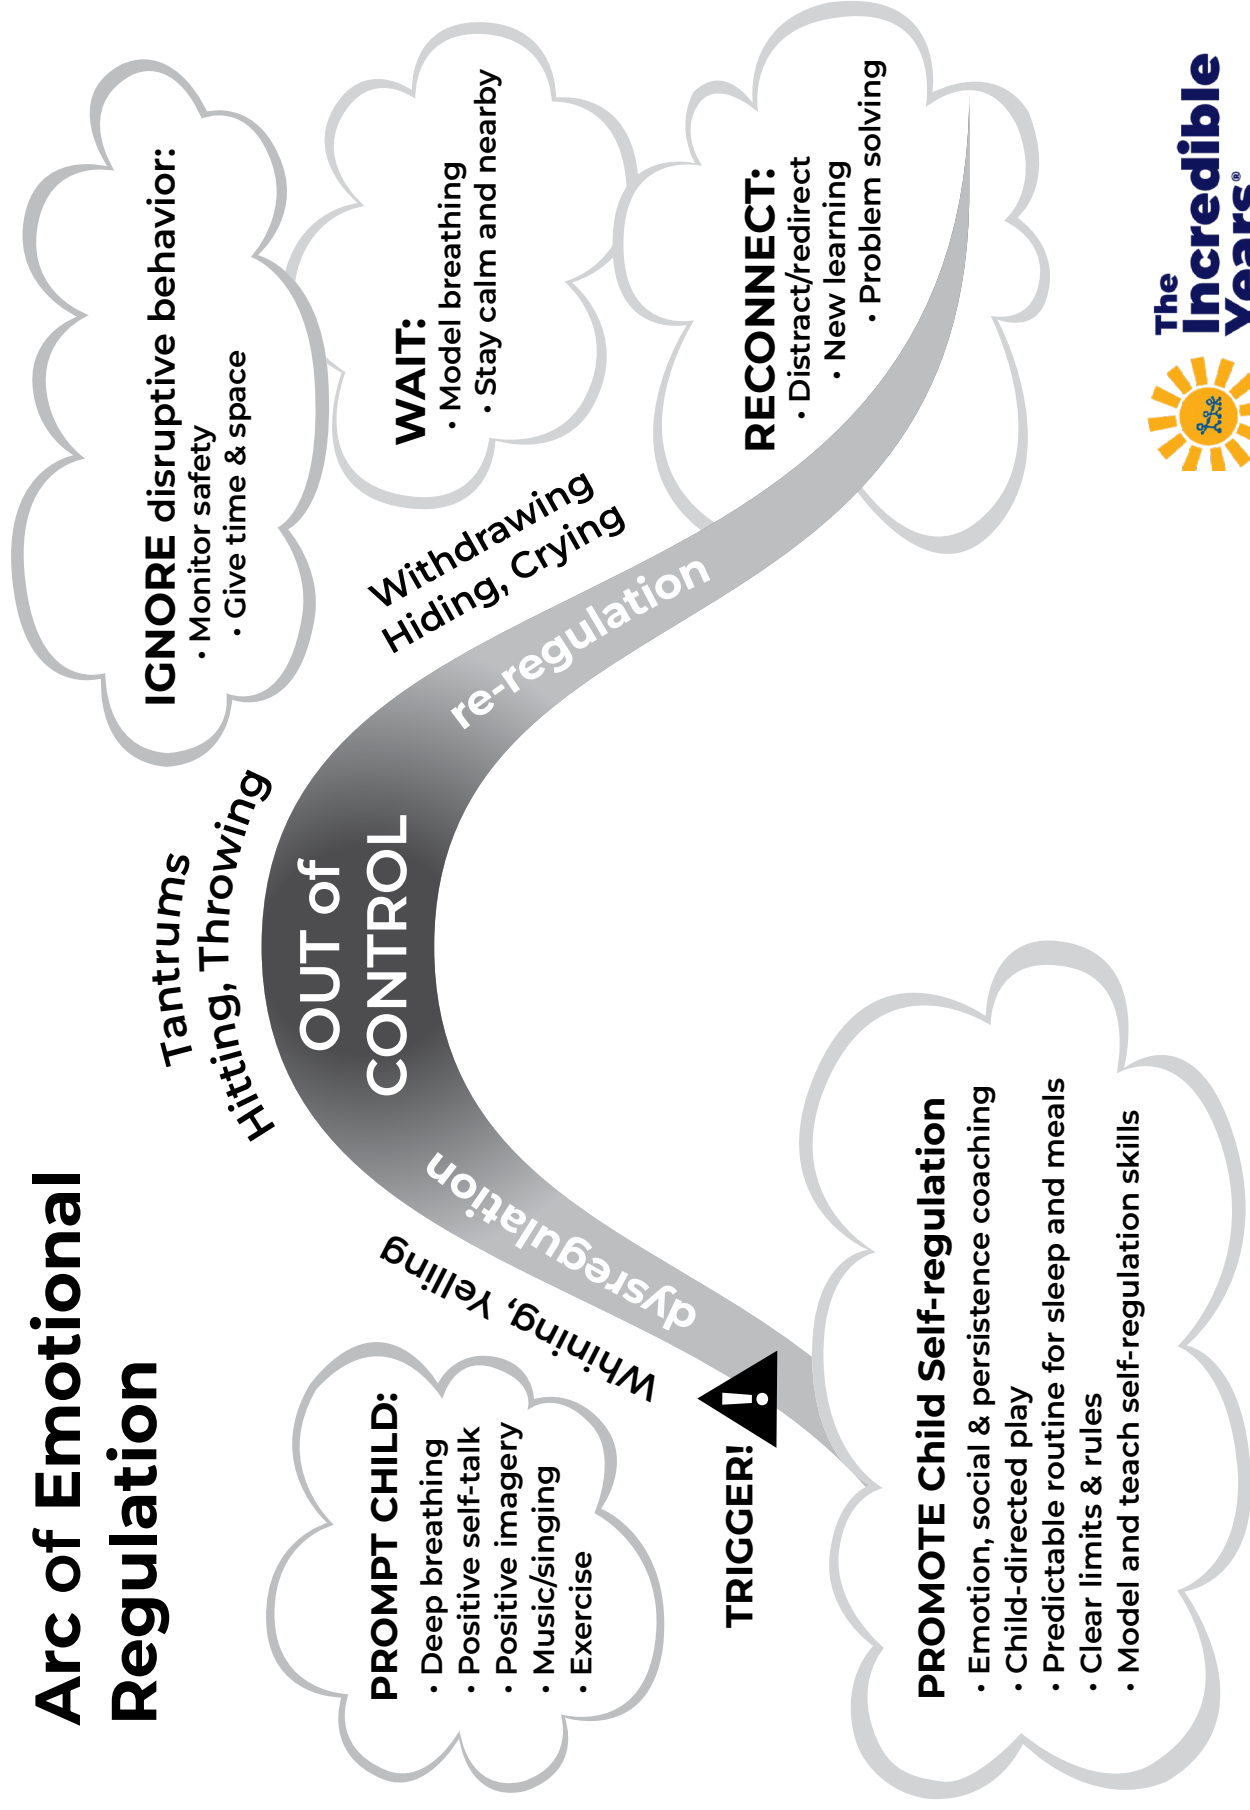 Arc of Emotional
Regulation
PROMPT CHILD:
• Deep breathing
• Positive self-talk
• Positive imagery
• Music/singing
• Exercise
TRIGGER!
!
Whining, Yelling
dysregulation
Tantrums
Hitting, Throwing
OUT of
CONTROL
Withdrawing
Hiding, Crying
re-regulation
IGNORE disruptive behavior:
• Monitor safety
• Give time & space
WAIT:
• Model breathing
• Stay calm and nearby
RECONNECT:
• Distract/redirect
• New learning
• Problem solving
PROMOTE Child Self-regulation
• Emotion, social & persistence coaching
• Child-directed play
• Predictable routine for sleep and meals
• Clear limits & rules
• Model and teach self-regulation skills
The
Incredible
Years®